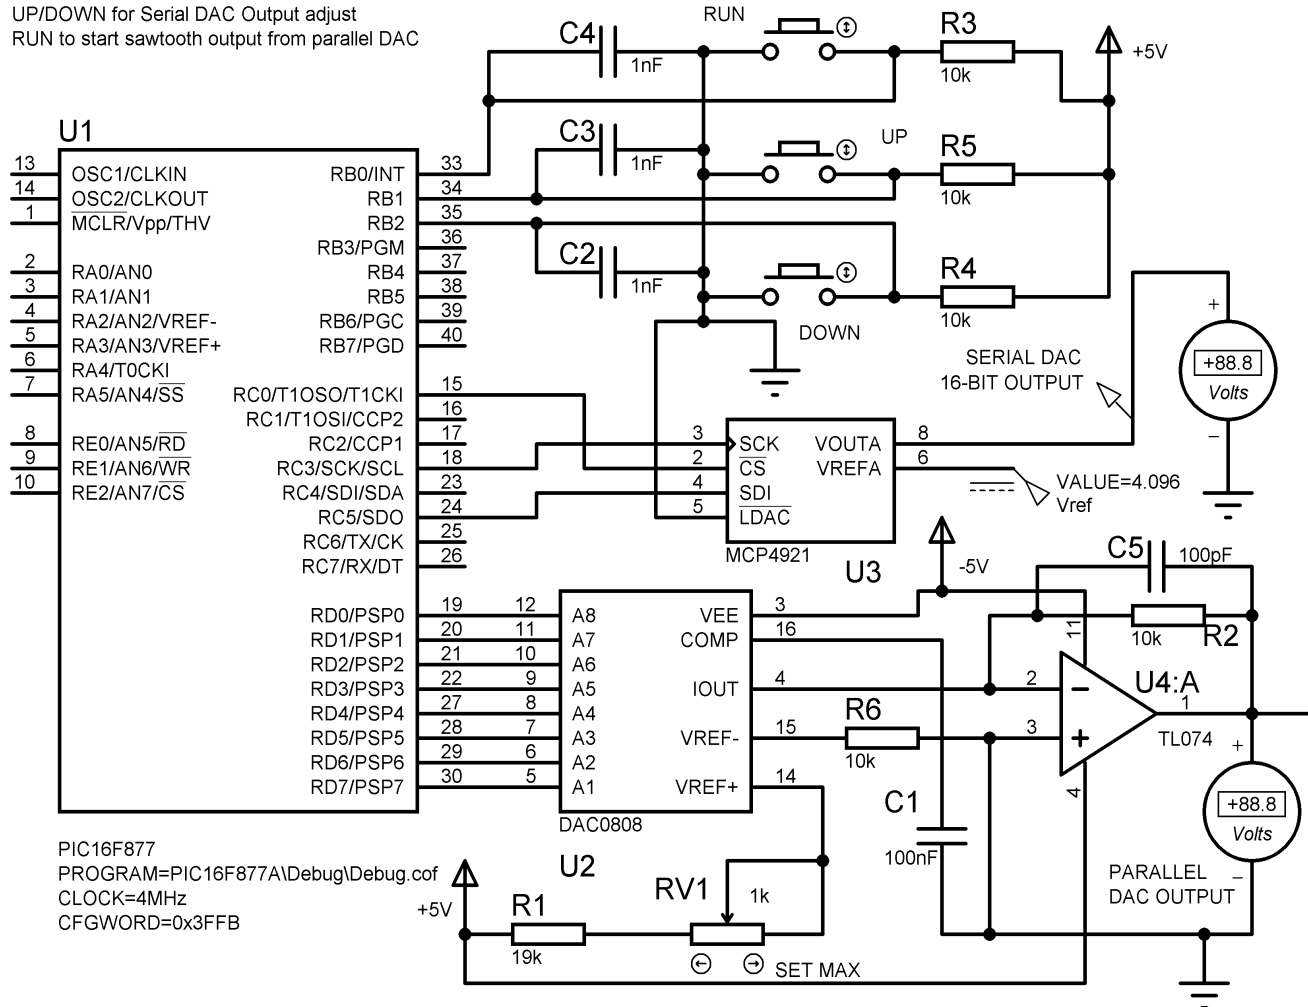 UP/DOWN for Serial DAC Output adjust
RUN to start sawtooth output from parallel DAC
RUN
C4
1nF
R3
10k
+5V
U1
C3
1nF
UP
R5
10k
C2
1nF
DOWN
R4
10k
13 OSC1/CLKIN
14 OSC2/CLKOUT
1 MCLR/Vpp/THV
2 RA0/AN0
3 RA1/AN1
4 RA2/AN2/VREF-
5 RA3/AN3/VREF+
6 RA4/T0CKI
7 RA5/AN4/SS
8 RE0/AN5/RD
9 RE1/AN6/WR
10 RE2/AN7/CS
RB0/INT 33
RB1 34
RB2 35
RB3/PGM 36
RB4 37
RB5 38
RB6/PGC 39
RB7/PGD 40
RC0/T1OSO/T1CKI 15
RC1/T1OSI/CCP2 16
RC2/CCP1 17
RC3/SCK/SCL 18
RC4/SDI/SDA 23
RC5/SDO 24
RC6/TX/CK 25
RC7/RX/DT 26
RD0/PSP0 19
RD1/PSP1 20
RD2/PSP2 21
RD3/PSP3 22
RD4/PSP4 27
RD5/PSP5 28
RD6/PSP6 29
RD7/PSP7 30
PIC16F877
PROGRAM=PIC16F877A\Debug\Debug.cof
CLOCK=4MHz
CFGWORD=0x3FFB
SERIAL DAC
16-BIT OUTPUT
+
+88.8
Volts
−
3 SCK
2 CS
4 SDI
5 LDAC
VOUTA 8
VREFA 6
MCP4921
U3
VALUE=4.096
Vref
-5V
C5
100pF
10k
R2
12 A8
11 A7
10 A6
9 A5
8 A4
7 A3
6 A2
5 A1
VEE 3
COMP 16
IOUT 4
VREF- 15
VREF+ 14
DAC0808
U2
R6
10k
C1
100nF
11
2 −
3 +
4
U4:A
1
TL074
+
+88.8
Volts
−
PARALLEL
DAC OUTPUT
+5V
R1
19k
RV1
1k
SET MAX